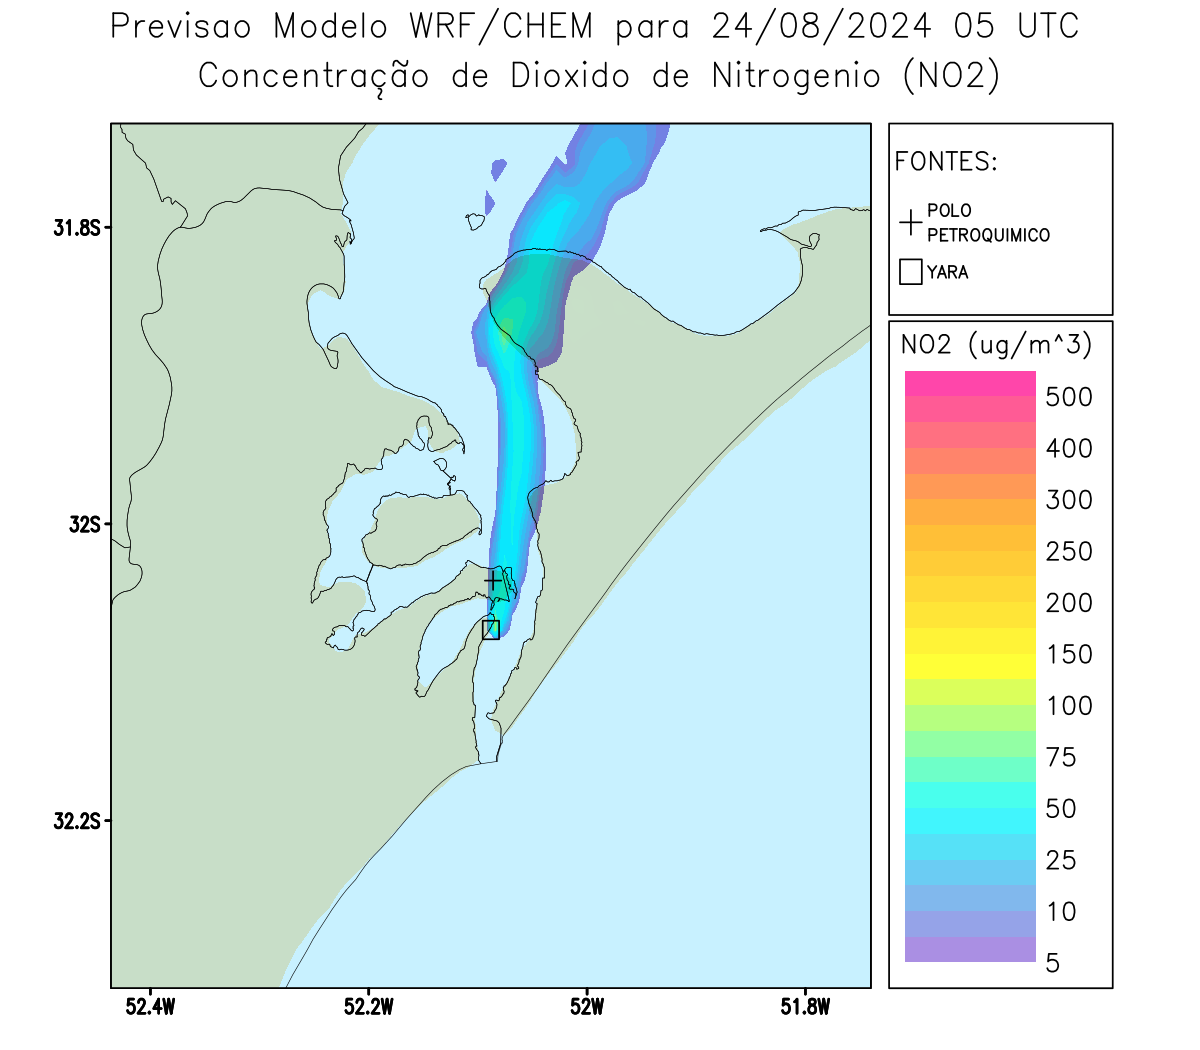 Previsao Modelo WRF/CHEM para 24/08/2024 05 UTC
Concentração de Dioxido de Nitrogenio (NO2)
FONTES:
POLO
PETROQUIMICO
YARA
NO2 (ug/m^3)
500
400
300
250
200
150
100
75
50
25
10
5
31.8S
32S
32.2S
52.4W
52.2W
52W
51.8W